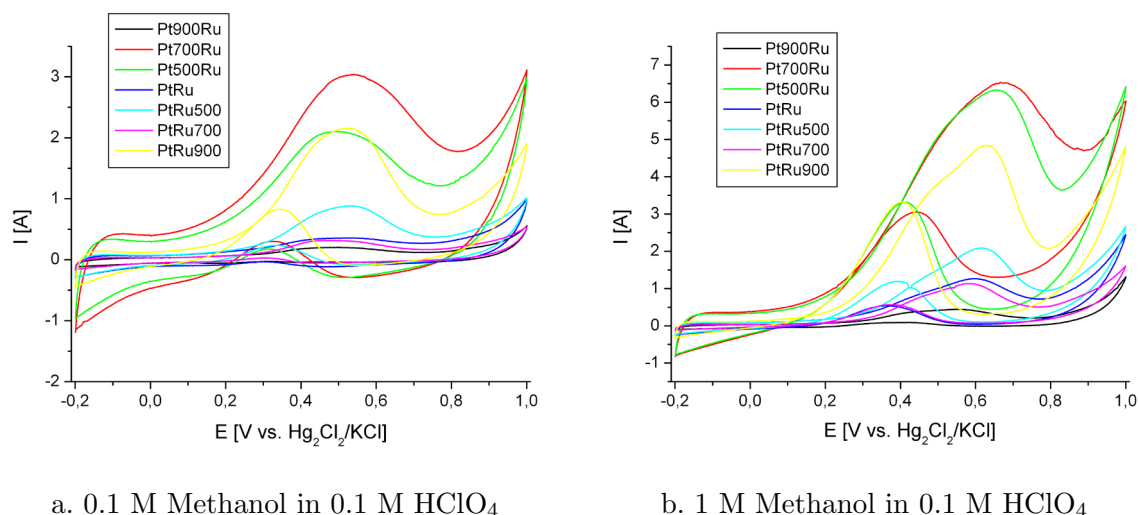 Pt900Ru
Pt700Ru
Pt500Ru
PtRu
PtRu500
PtRu700
PtRu900
3
2
1
0
-1
-2
I [A]
-0,2 0,0 0,2 0,4 0,6 0,8 1,0
E [V vs. Hg₂Cl₂/KCl]
a. 0.1 M Methanol in 0.1 M HClO₄
Pt900Ru
Pt700Ru
Pt500Ru
PtRu
PtRu500
PtRu700
PtRu900
7
6
5
4
3
2
1
0
-1
I [A]
-0,2 0,0 0,2 0,4 0,6 0,8 1,0
E [V vs. Hg₂Cl₂/KCl]
b. 1 M Methanol in 0.1 M HClO₄